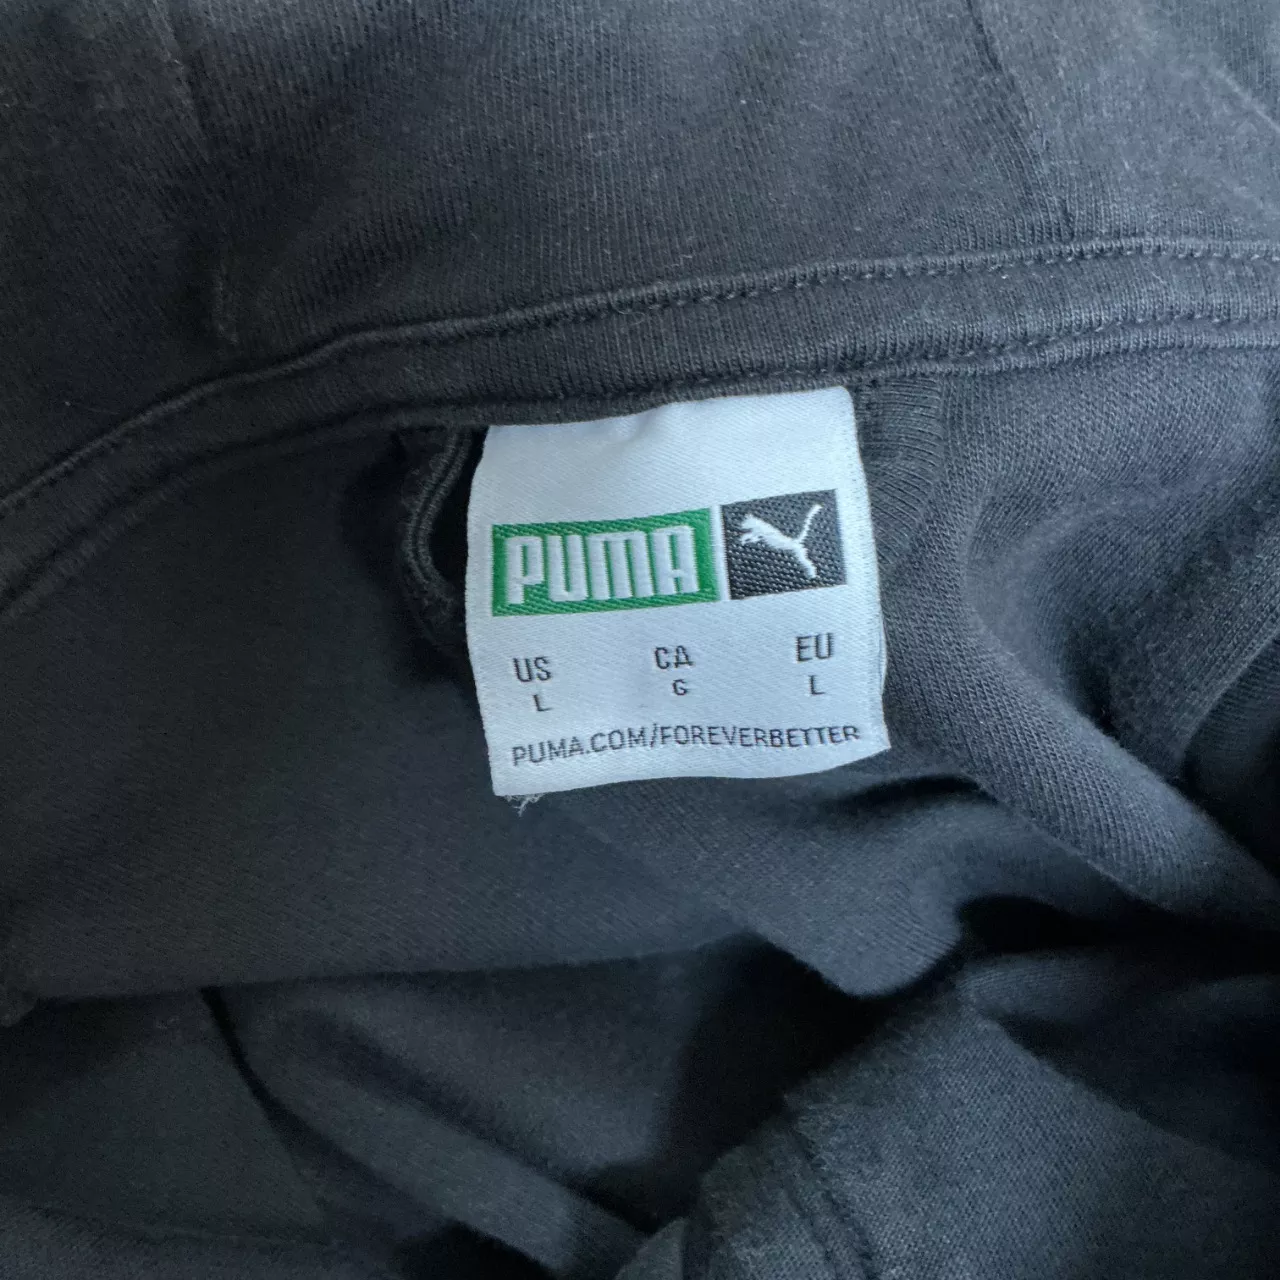 PUMA
US CA EU
L G L
PUMA.COM/FOREVERBETTER